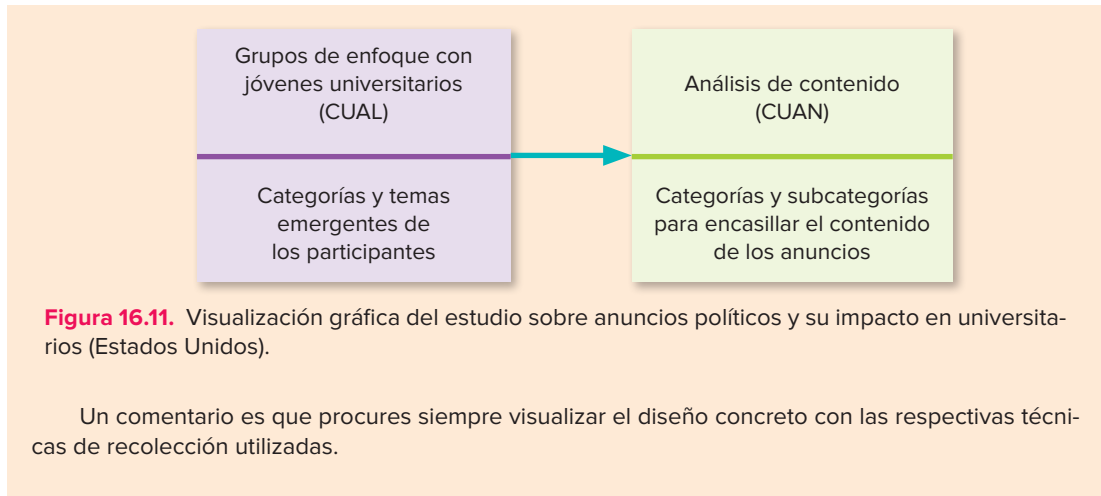 Grupos de enfoque con
jóvenes universitarios
(CUAL)
Categorías y temas
emergentes de
los participantes
Análisis de contenido
(CUAN)
Categorías y subcategorías
para encasillar el contenido
de los anuncios
Figura 16.11. Visualización gráfica del estudio sobre anuncios políticos y su impacto en universita-
rios (Estados Unidos).
Un comentario es que procures siempre visualizar el diseño concreto con las respectivas técni-
cas de recolección utilizadas.